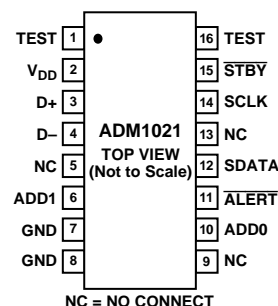 TEST 1 16 TEST
VDD 2 15 STBY
D+ 3 14 SCLK
D– 4 ADM1021 13 NC
TOP VIEW
NC 5 (Not to Scale) 12 SDATA
ADD1 6 11 ALERT
GND 7 10 ADD0
GND 8 9 NC
NC = NO CONNECT